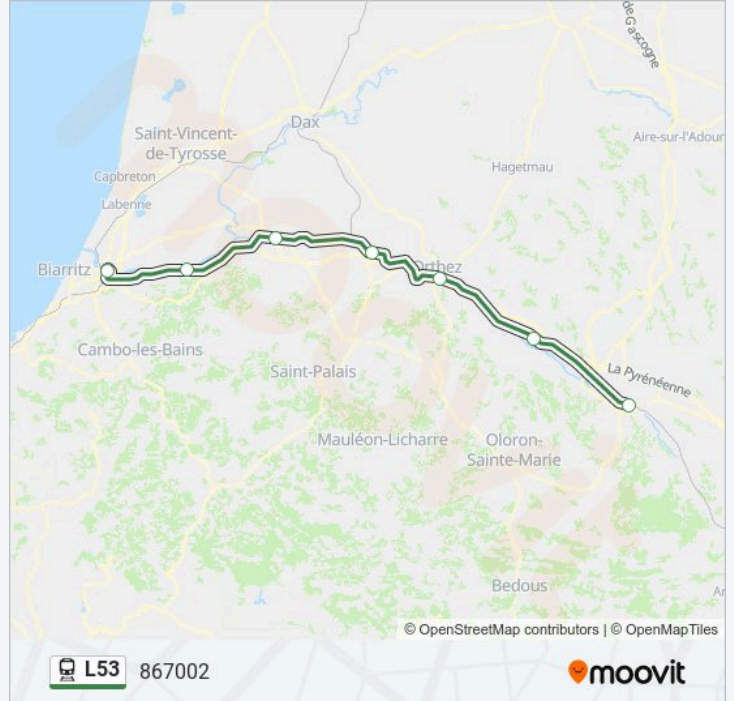 de Gascogne
Dax
Saint-Vincent-
de-Tyrosse
Aire-sur-l'Adour
Hagetmau
Capbreton
Labenne
Biarritz
Orthez
Cambo-les-Bains
La Pyrénéenne
Saint-Palais
Mauléon-Licharre
Oloron-
Sainte-Marie
Bedous
© OpenStreetMap contributors | © OpenMapTiles
L53 867002
moovit